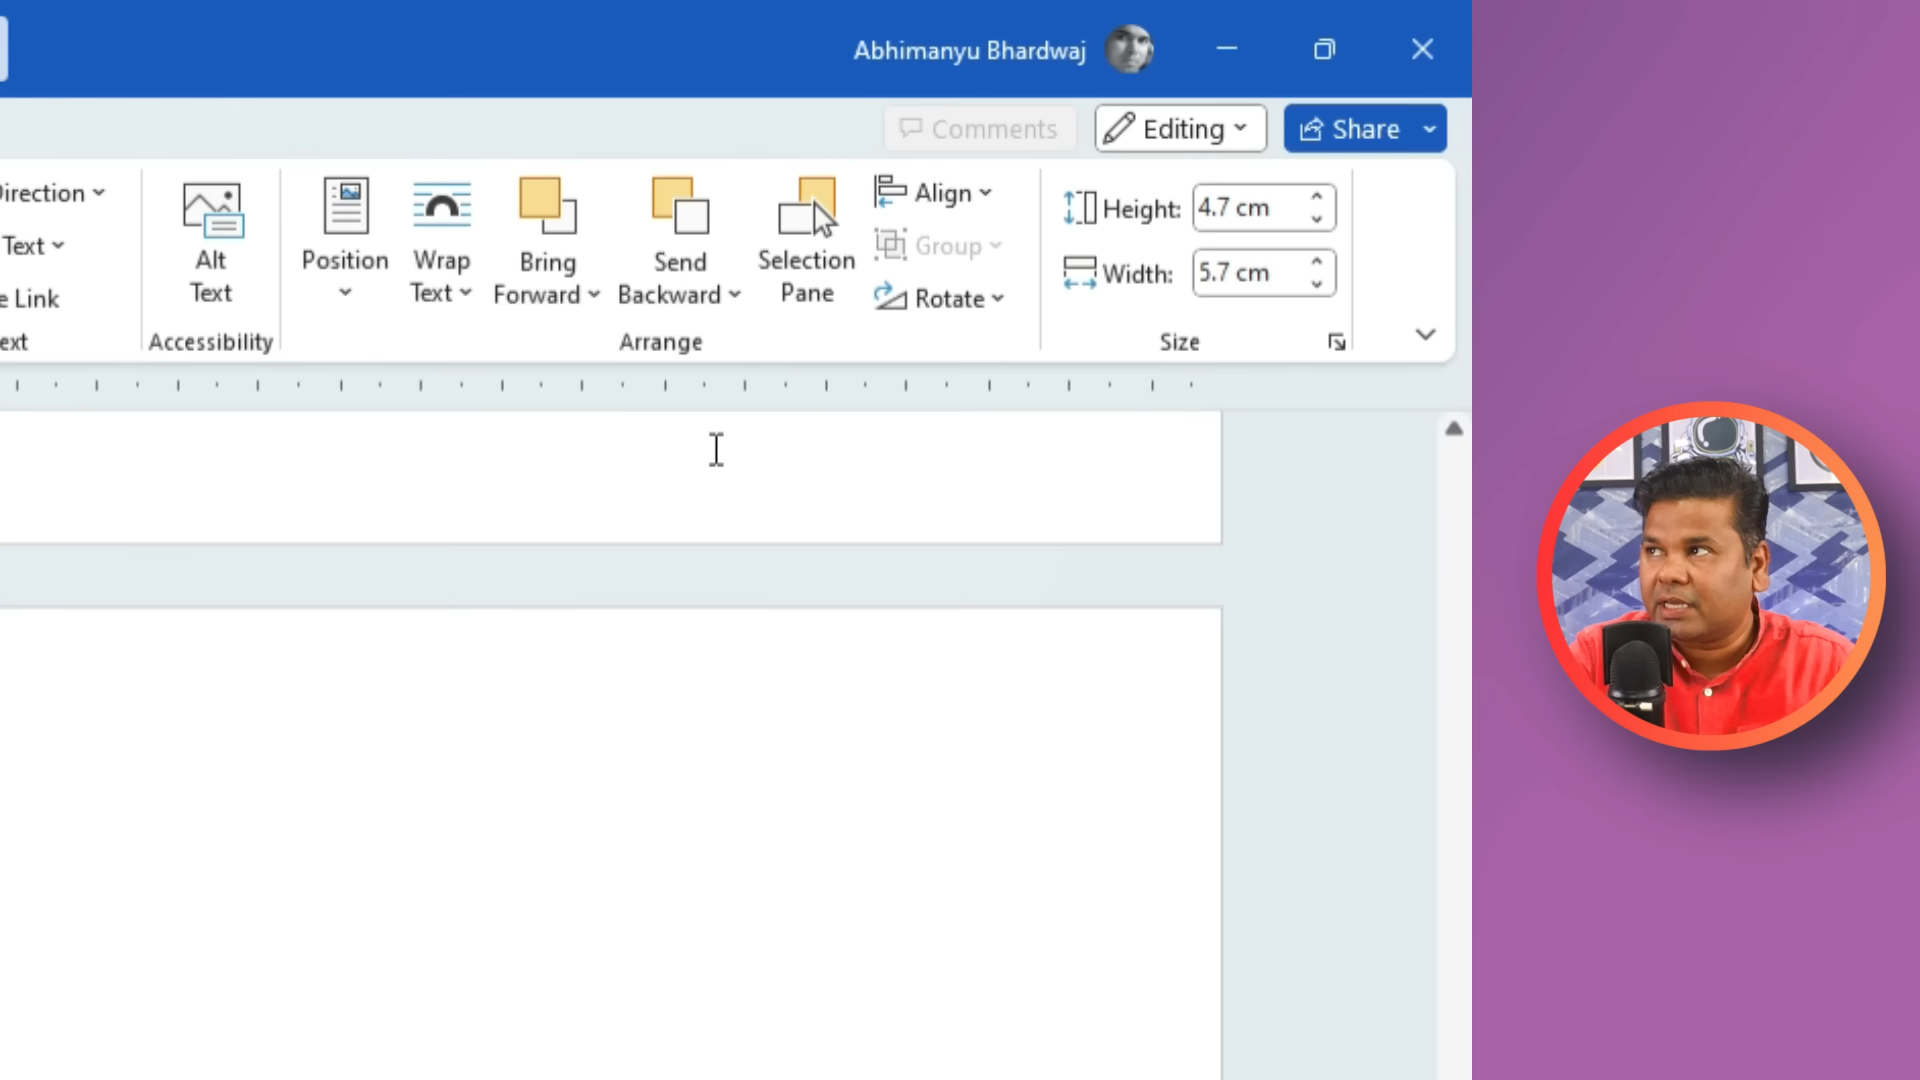 Abhimanyu Bhardwaj
Comments
Editing
Share
Direction
Text
e Link
ext
Alt
Text
Accessibility
Position
Wrap
Text
Bring
Forward
Send
Backward
Selection
Pane
Align
Group
Rotate
Arrange
Height: 4.7 cm
Width: 5.7 cm
Size